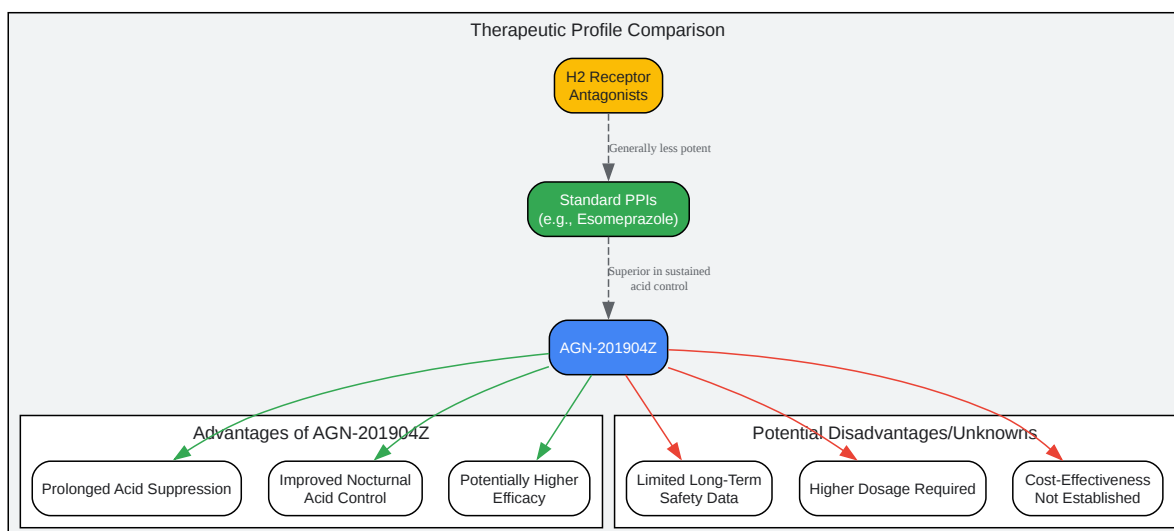 Therapeutic Profile Comparison
H2 Receptor
Antagonists
Generally less potent
Standard PPIs
(e.g., Esomeprazole)
Superior in sustained
acid control
AGN-201904Z
Advantages of AGN-201904Z
Potential Disadvantages/Unknowns
Prolonged Acid Suppression
Improved Nocturnal
Acid Control
Potentially Higher
Efficacy
Limited Long-Term
Safety Data
Higher Dosage Required
Cost-Effectiveness
Not Established